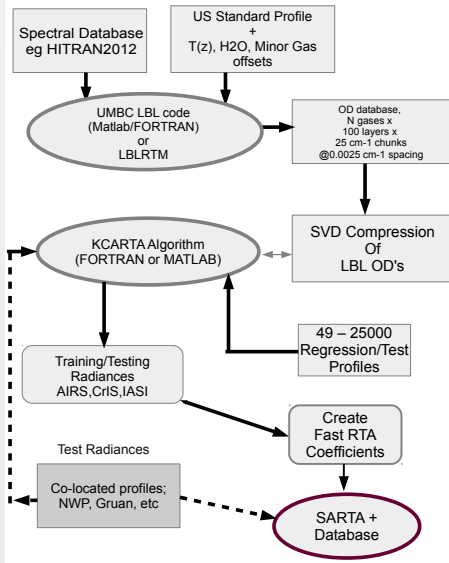 Spectral Database
eg HITRAN2012
US Standard Profile
+
T(z), H2O, Minor Gas
offsets
UMBC LBL code
(Matlab/FORTRAN)
or
LBLRTM
OD database,
N gases x
100 layers x
25 cm-1 chunks
@0.0025 cm-1 spacing
KCARTA Algorithm
(FORTRAN or MATLAB)
SVD Compression
Of
LBL OD's
49 – 25000
Regression/Test
Profiles
Training/Testing
Radiances
AIRS,CrIS,IASI
Create
Fast RTA
Coefficients
Test Radiances
Co-located profiles;
NWP, Gruan, etc
SARTA +
Database